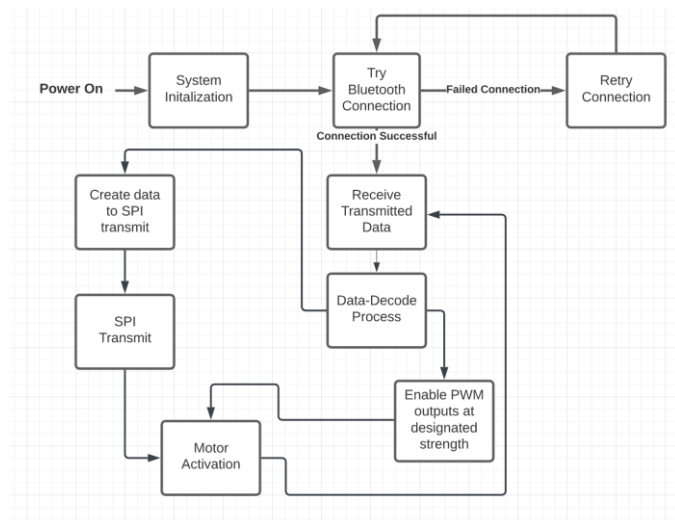 Power On
System
Initalization
Try
Bluetooth
Connection
Failed Connection
Retry
Connection
Connection Successful
Create data
to SPI
transmit
Receive
Transmitted
Data
SPI
Transmit
Data-Decode
Process
Enable PWM
outputs at
designated
strength
Motor
Activation